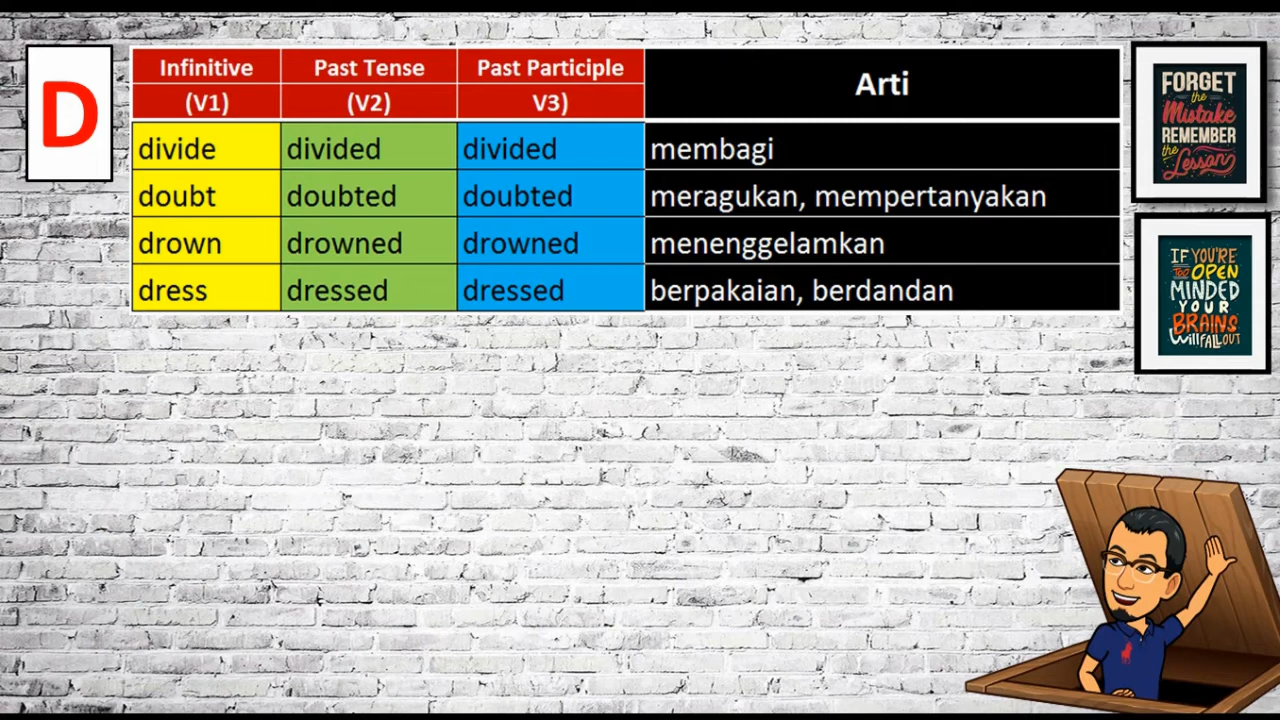 D
Infinitive Past Tense Past Participle Arti
(V1) (V2) V3)
divide divided divided membagi
doubt doubted doubted meragukan, mempertanyakan
drown drowned drowned menenggelamkan
dress dressed dressed berpakaian, berdandan
FORGET
the
Mistake
REMEMBER
the
Lesson
IF YOU'RE
TOO OPEN
MINDED
YOUR
BRAINS
Will FALL OUT